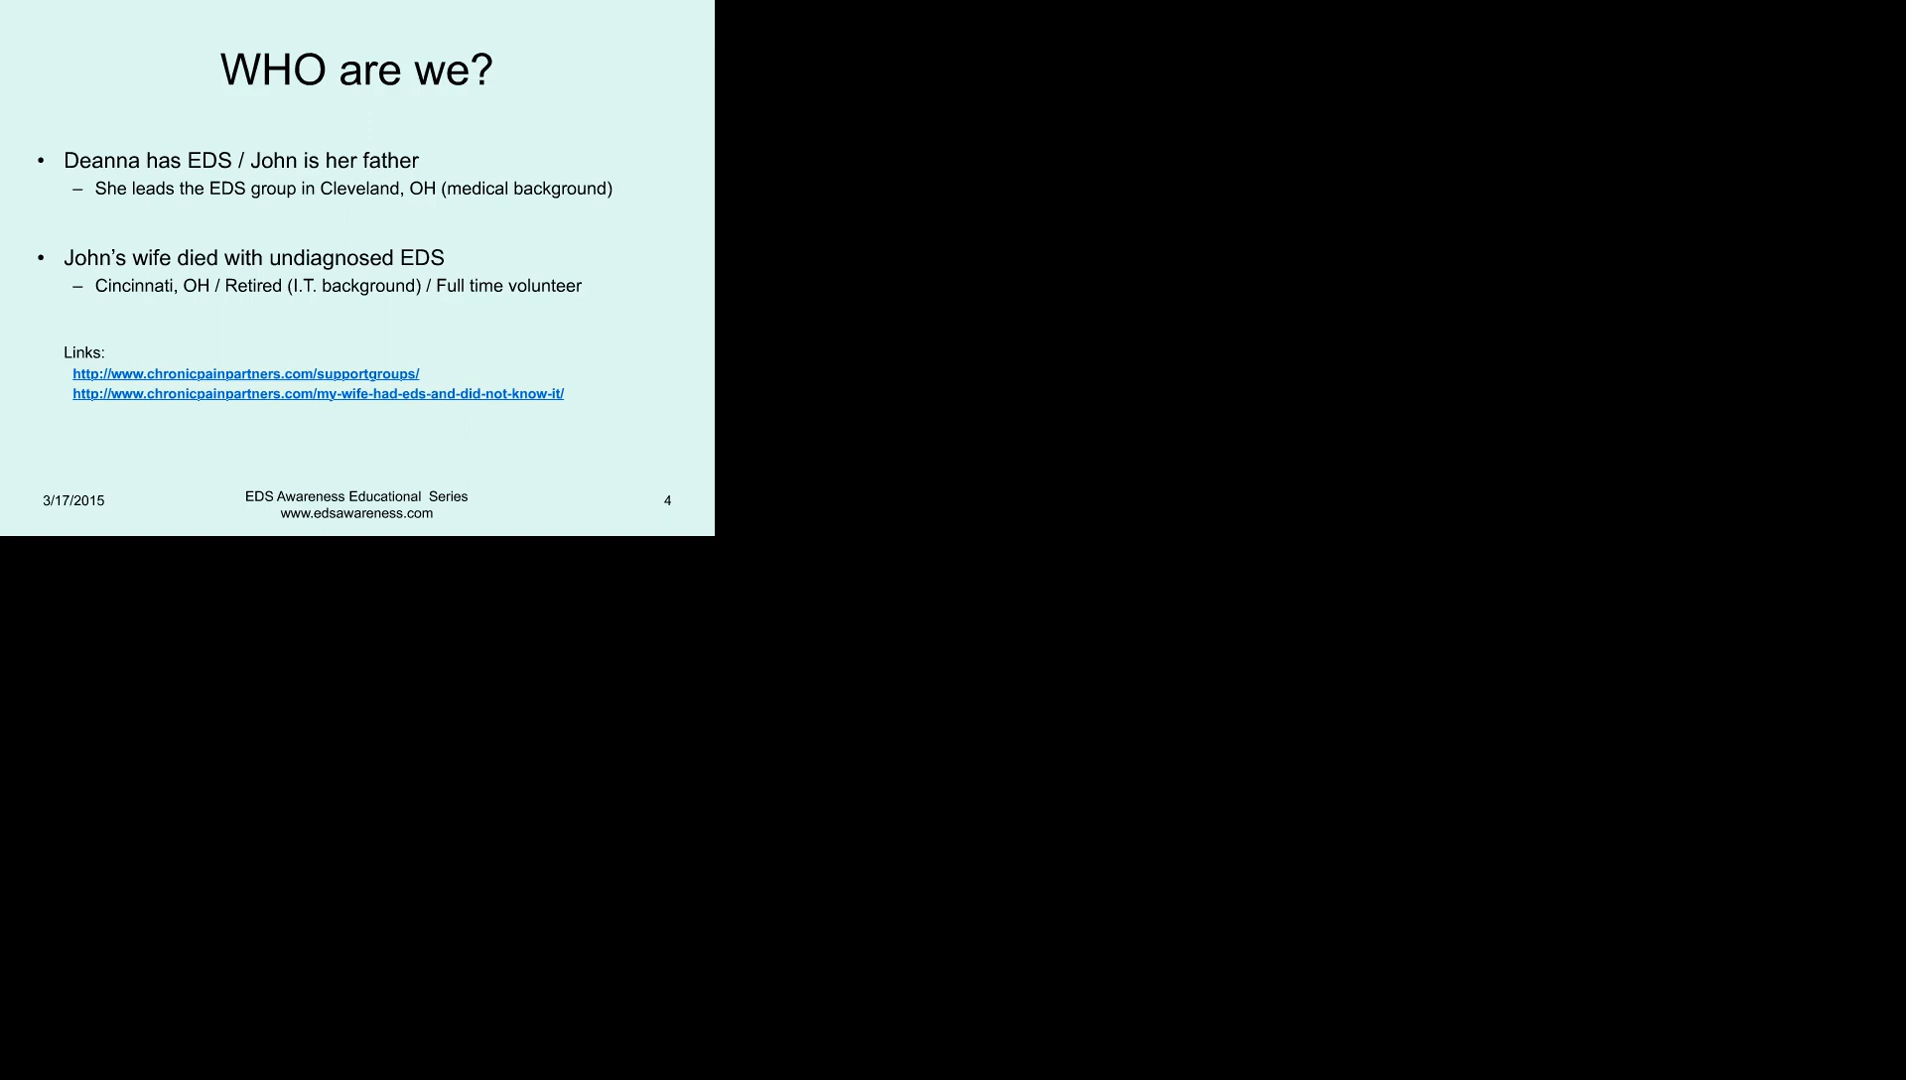 WHO are we?
• Deanna has EDS / John is her father
– She leads the EDS group in Cleveland, OH (medical background)
• John’s wife died with undiagnosed EDS
– Cincinnati, OH / Retired (I.T. background) / Full time volunteer
Links:
http://www.chronicpainpartners.com/supportgroups/
http://www.chronicpainpartners.com/my-wife-had-eds-and-did-not-know-it/
3/17/2015
EDS Awareness Educational  Series
www.edsawareness.com
4